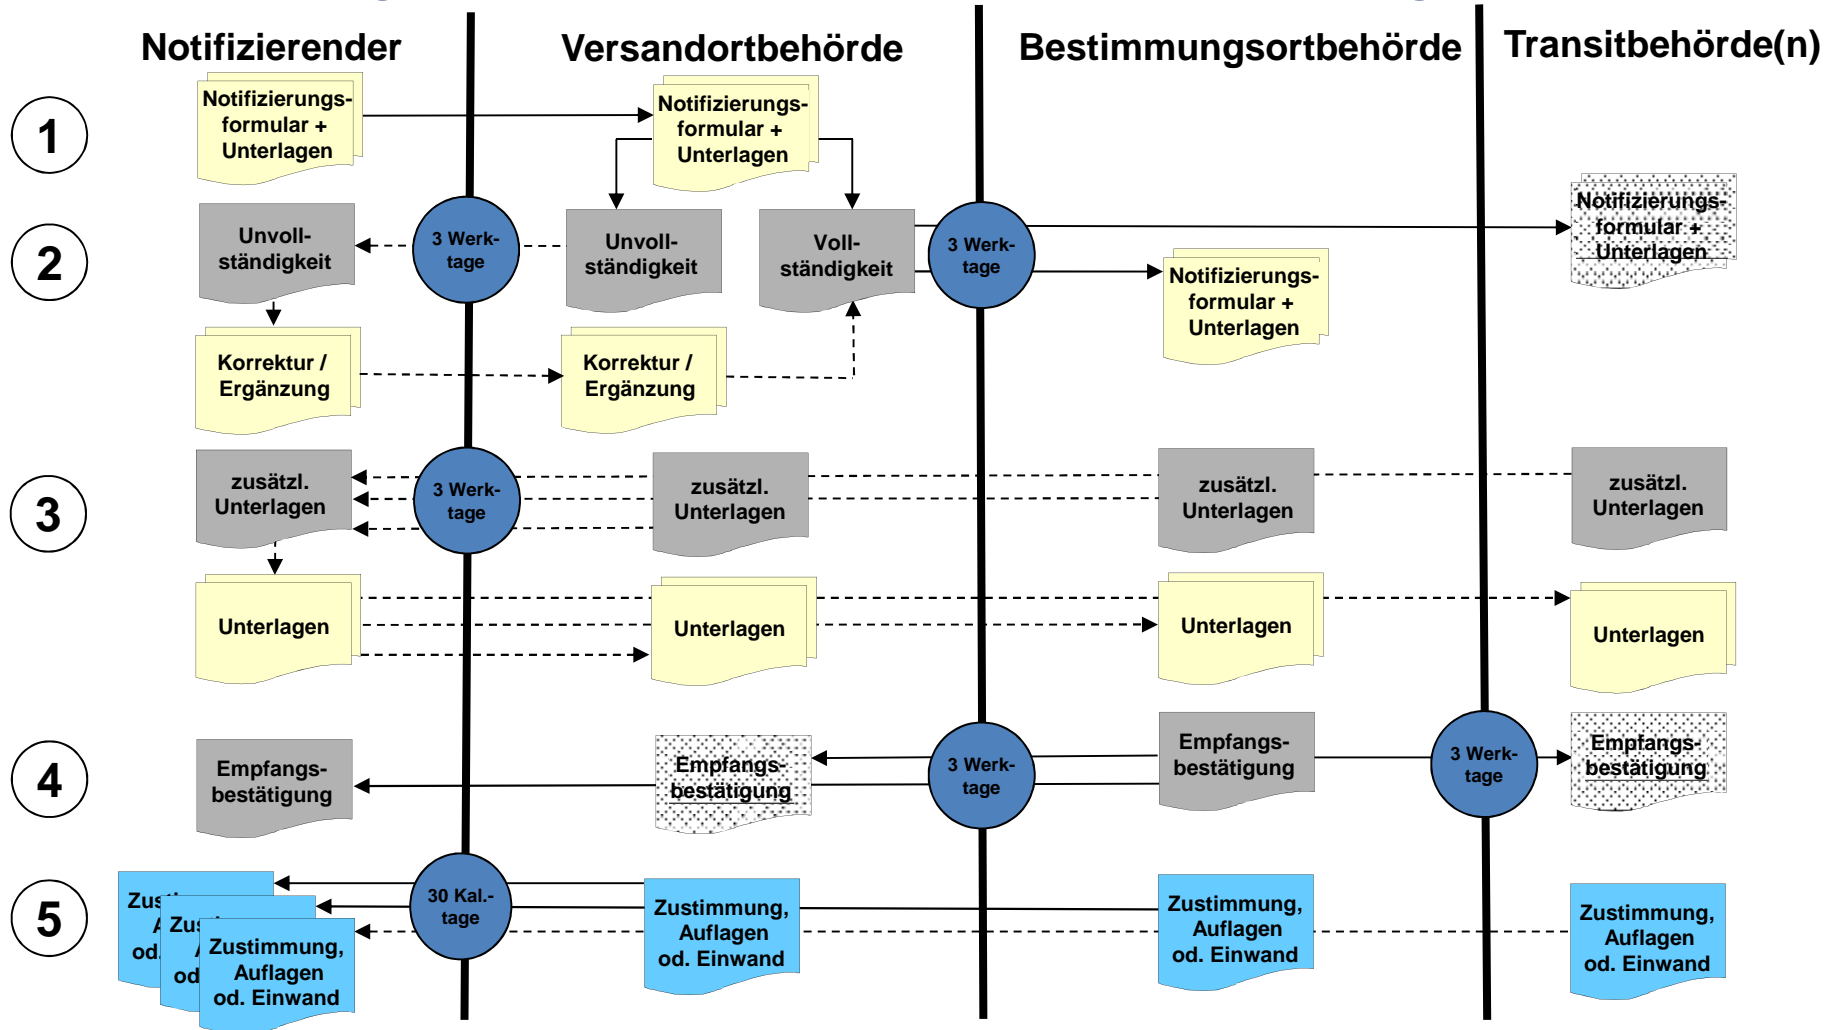 Notifizierender
Versandortbehörde
Bestimmungsortbehörde
Transitbehörde(n)
1
Notifizierungs-
formular +
Unterlagen
Notifizierungs-
formular +
Unterlagen
2
Unvoll-
ständigkeit
3 Werk-
tage
Unvoll-
ständigkeit
Voll-
ständigkeit
3 Werk-
tage
Notifizierungs-
formular +
Unterlagen
Notifizierungs-
formular +
Unterlagen
Korrektur /
Ergänzung
Korrektur /
Ergänzung
3
zusätzl.
Unterlagen
3 Werk-
tage
zusätzl.
Unterlagen
zusätzl.
Unterlagen
zusätzl.
Unterlagen
Unterlagen
Unterlagen
Unterlagen
Unterlagen
4
Empfangs-
bestätigung
Empfangs-
bestätigung
3 Werk-
tage
Empfangs-
bestätigung
3 Werk-
tage
Empfangs-
bestätigung
5
Zustimmung,
Auflagen
od. Einwand
30 Kal.-
tage
Zustimmung,
Auflagen
od. Einwand
Zustimmung,
Auflagen
od. Einwand
Zustimmung,
Auflagen
od. Einwand